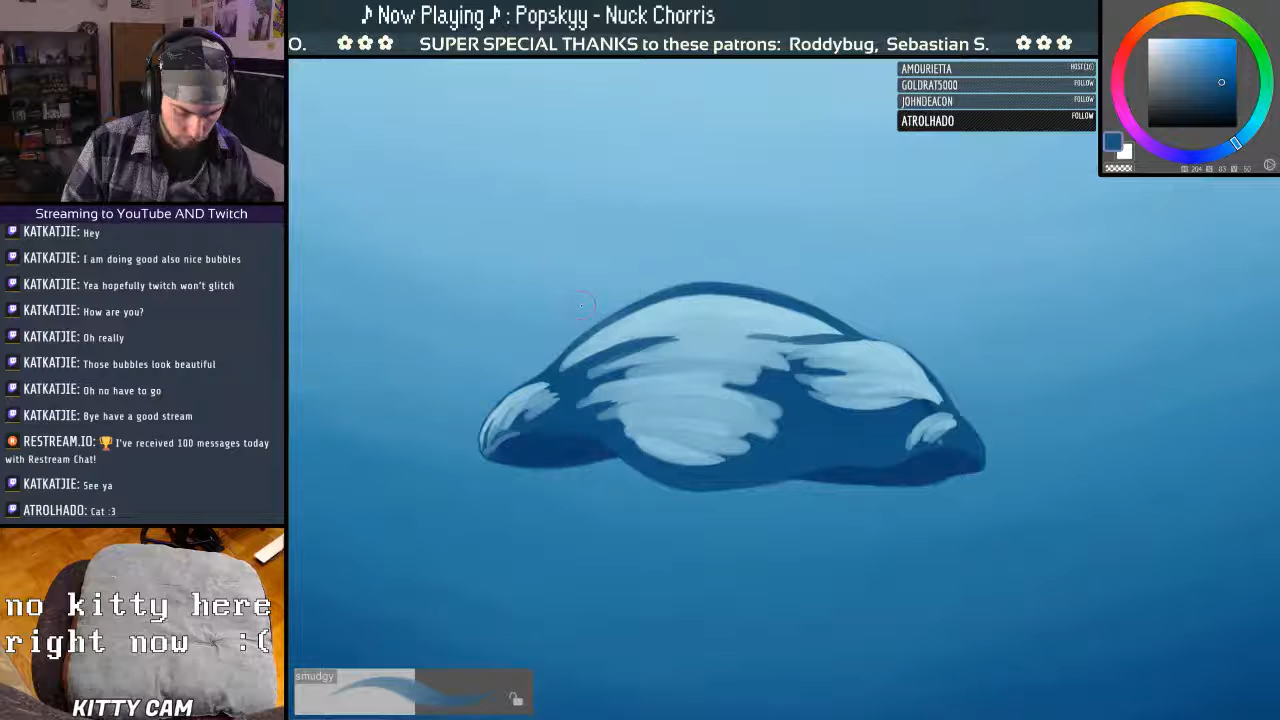 ♪ Now Playing ♪ : Popskyy - Nuck Chorris
O. ✿ ✿ ✿ SUPER SPECIAL THANKS to these patrons: Roddybug, Sebastian S. ✿ ✿ ✿
AMOURIETTA
GOLDRAT5000 FOLLOW
JOHNDEACON FOLLOW
ATROLHADO FOLLOW
Streaming to YouTube AND Twitch
KATKATJIE: Hey
KATKATJIE: I am doing good also nice bubbles
KATKATJIE: Yea hopefully twitch won't glitch
KATKATJIE: How are you?
KATKATJIE: Oh really
KATKATJIE: Those bubbles look beautiful
KATKATJIE: Oh no have to go
KATKATJIE: Bye have a good stream
RESTREAM.IO: 🏆 I've received 100 messages today
with Restream Chat!
KATKATJIE: See ya
ATROLHADO: Cat :3
no kitty here
right now :(
KITTY CAM
smudgy